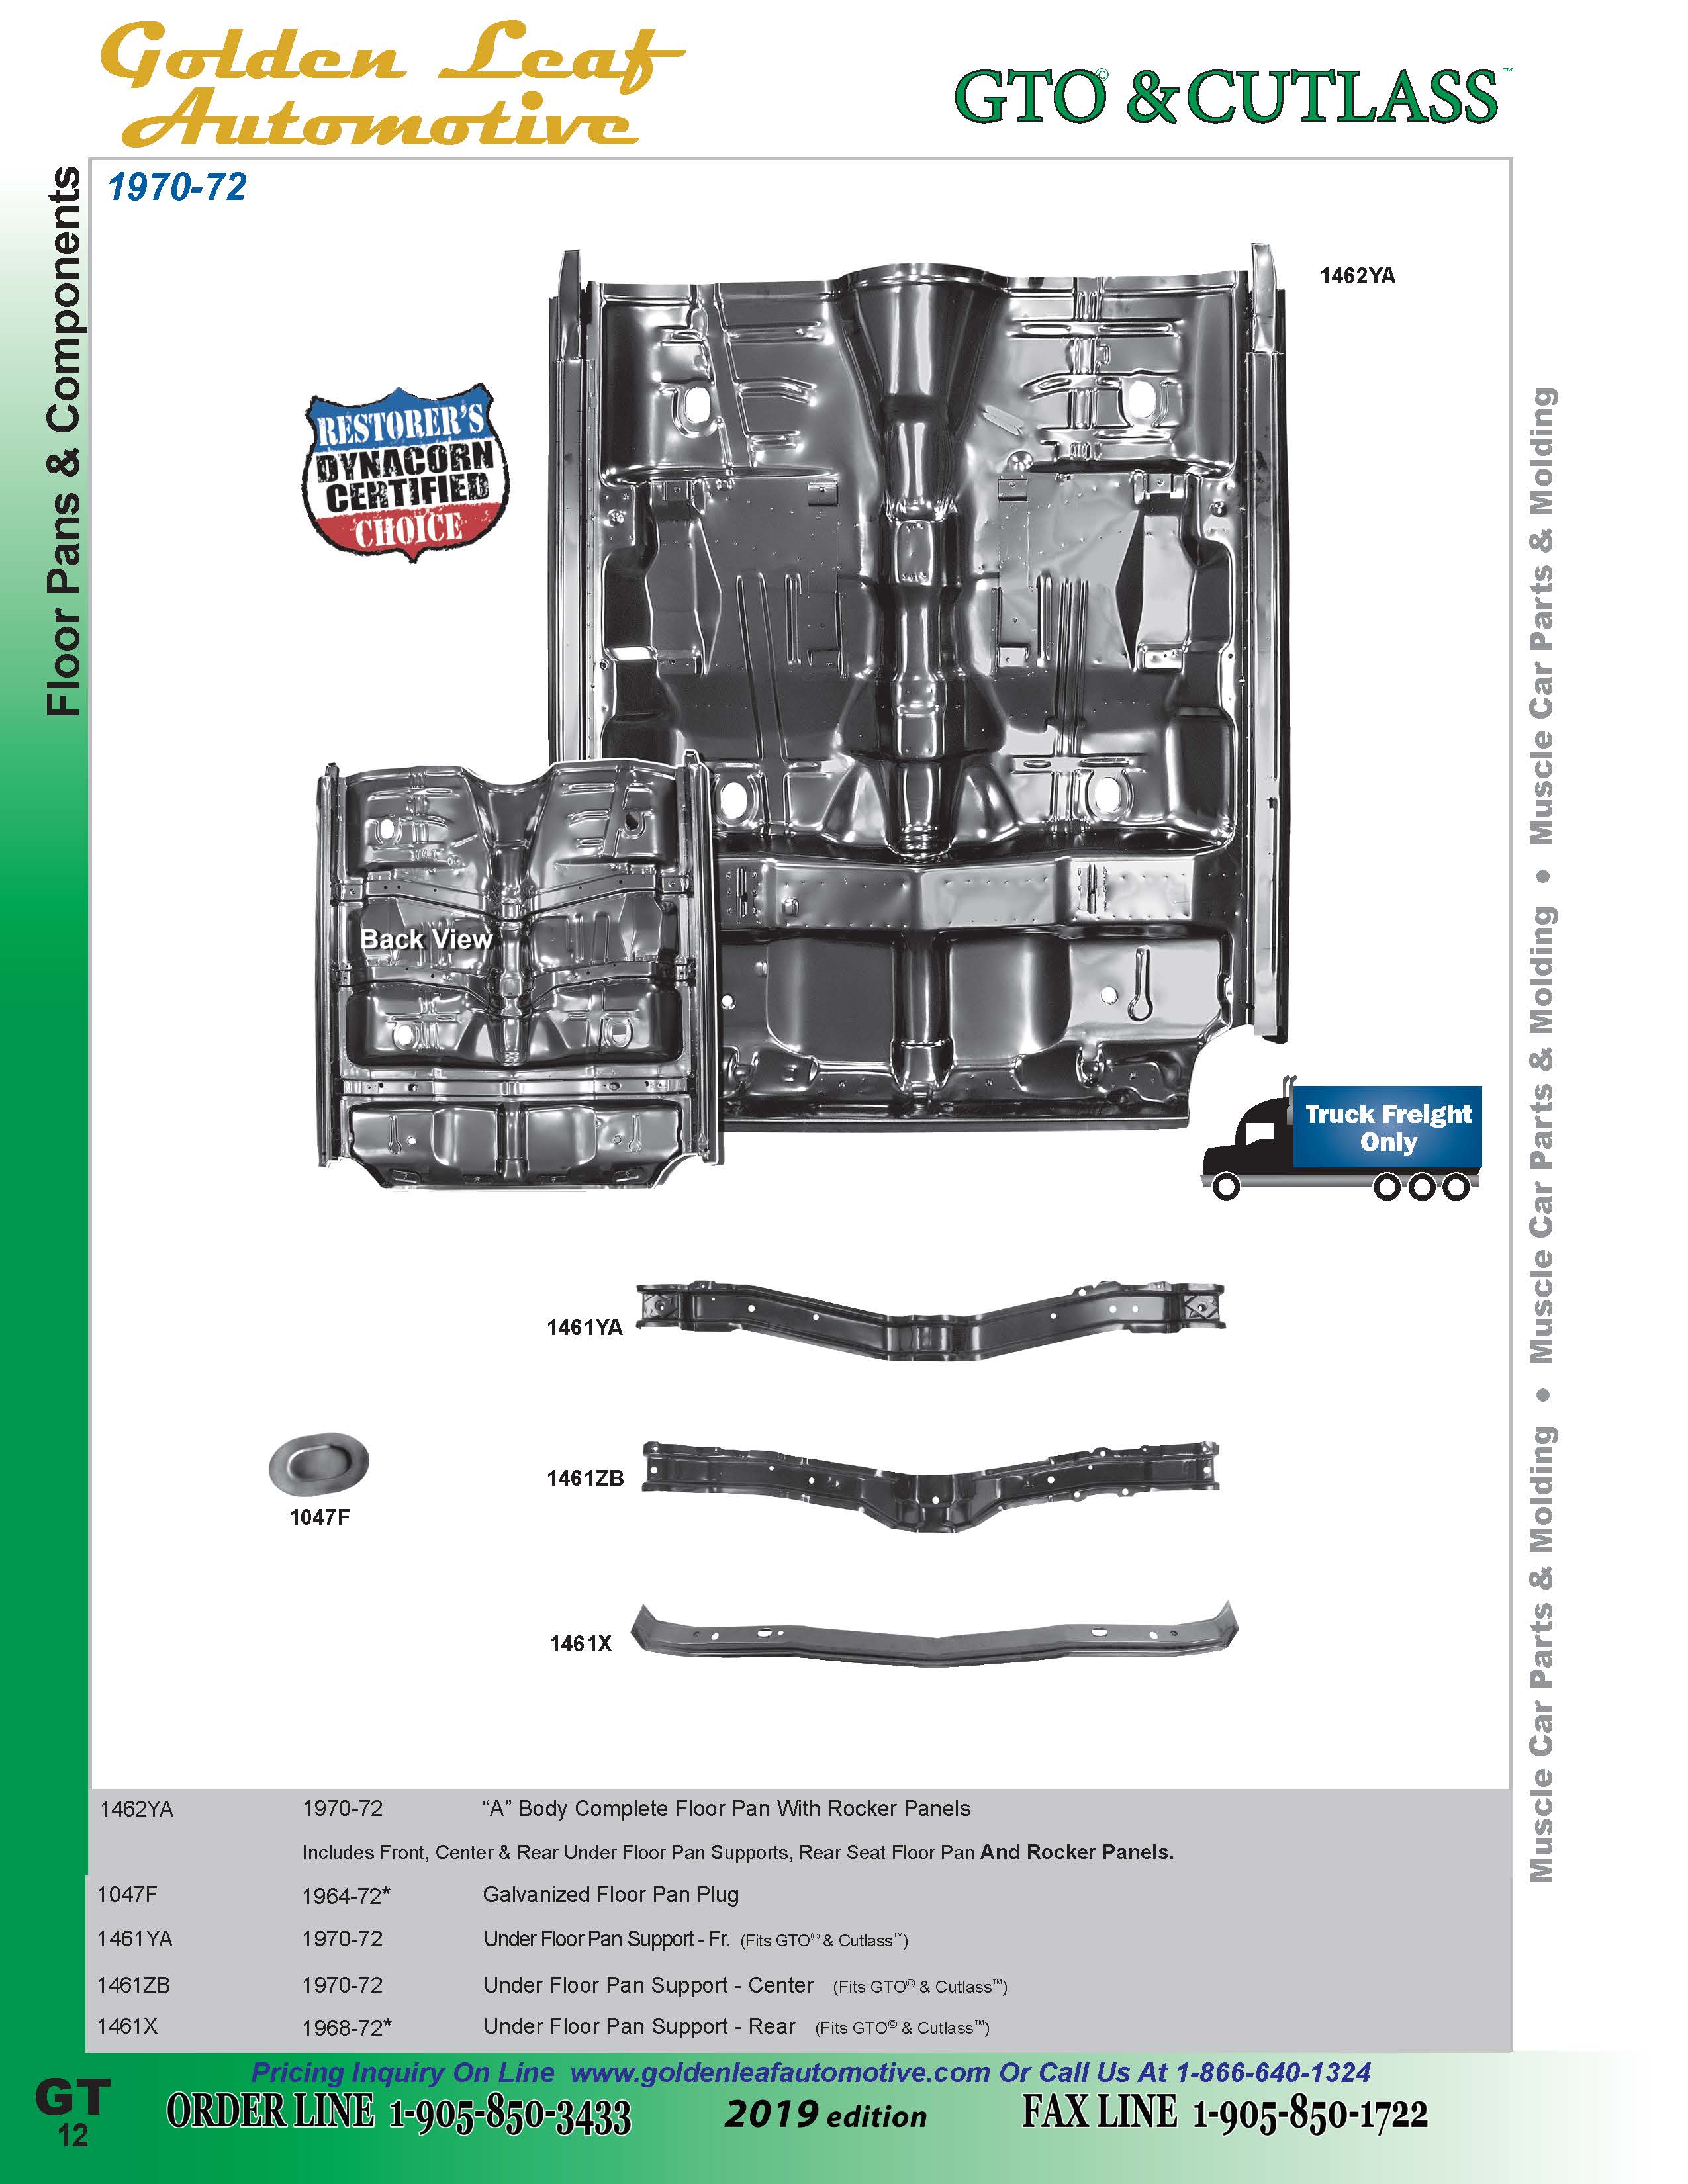 Golden Leaf
Automotive
GTO© & CUTLASS™
Floor Pans & Components
1970-72
1462YA
RESTORER'S
DYNACORN
CERTIFIED
CHOICE
Back View
Truck Freight
Only
1461YA
1461ZB
1047F
1461X
Muscle Car Parts & Molding • Muscle Car Parts & Molding • Muscle Car Parts & Molding
1462YA 1970-72 “A” Body Complete Floor Pan With Rocker Panels
Includes Front, Center & Rear Under Floor Pan Supports, Rear Seat Floor Pan And Rocker Panels.
1047F 1964-72* Galvanized Floor Pan Plug
1461YA 1970-72 Under Floor Pan Support - Fr. (Fits GTO© & Cutlass™)
1461ZB 1970-72 Under Floor Pan Support - Center (Fits GTO© & Cutlass™)
1461X 1968-72* Under Floor Pan Support - Rear (Fits GTO© & Cutlass™)
Pricing Inquiry On Line www.goldenleafautomotive.com Or Call Us At 1-866-640-1324
GT
12
ORDER LINE 1-905-850-3433 2019 edition FAX LINE 1-905-850-1722